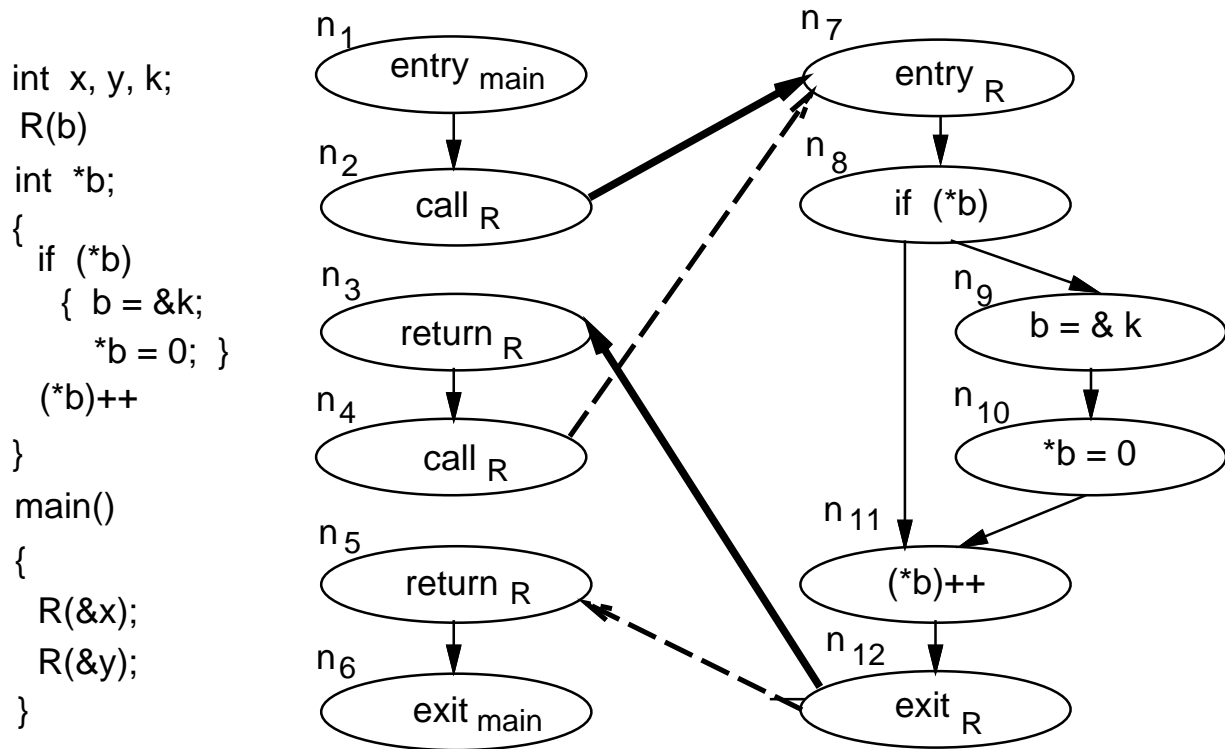 int x, y, k;
R(b)
int *b;
{
if (*b)
{ b = &k;
*b = 0; }
(*b)++
}
main()
{
R(&x);
R(&y);
}
n1
entry main
n2
call R
n3
return R
n4
call R
n5
return R
n6
exit main
n7
entry R
n8
if (*b)
n9
b = & k
n10
*b = 0
n11
(*b)++
n12
exit R